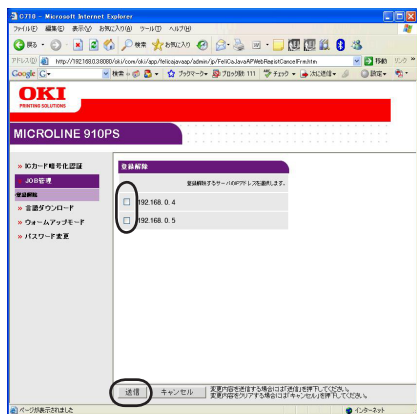 C710 - Microsoft Internet Explorer
ファイル(F) 編集(E) 表示(V) お気に入り(A) ツール(T) ヘルプ(H)
戻る 検索 お気に入り
アドレス(D) http://192.168.0.3:8080/oki/com/oki/app/felicajavaapp/admin/jp/FeliCaJavaAPWebRegistCancelFrm.htm 移動 リンク »
Google G 検索 ブックマーク ブロック数 111 チェック 次に送信 設定
OKI
PRINTING SOLUTIONS
MICROLINE 910PS
» ICカード暗号化認証
JOB管理
登録解除
» 言語ダウンロード
» ウォームアップモード
» パスワード変更
登録解除
登録解除するサーバのIPアドレスを選択します。
192.168.0.4
192.168.0.5
送信 キャンセル
変更内容を送信する場合には「送信」を押下してください。
変更内容をクリアする場合には「キャンセル」を押下してください。
ページが表示されました インターネット